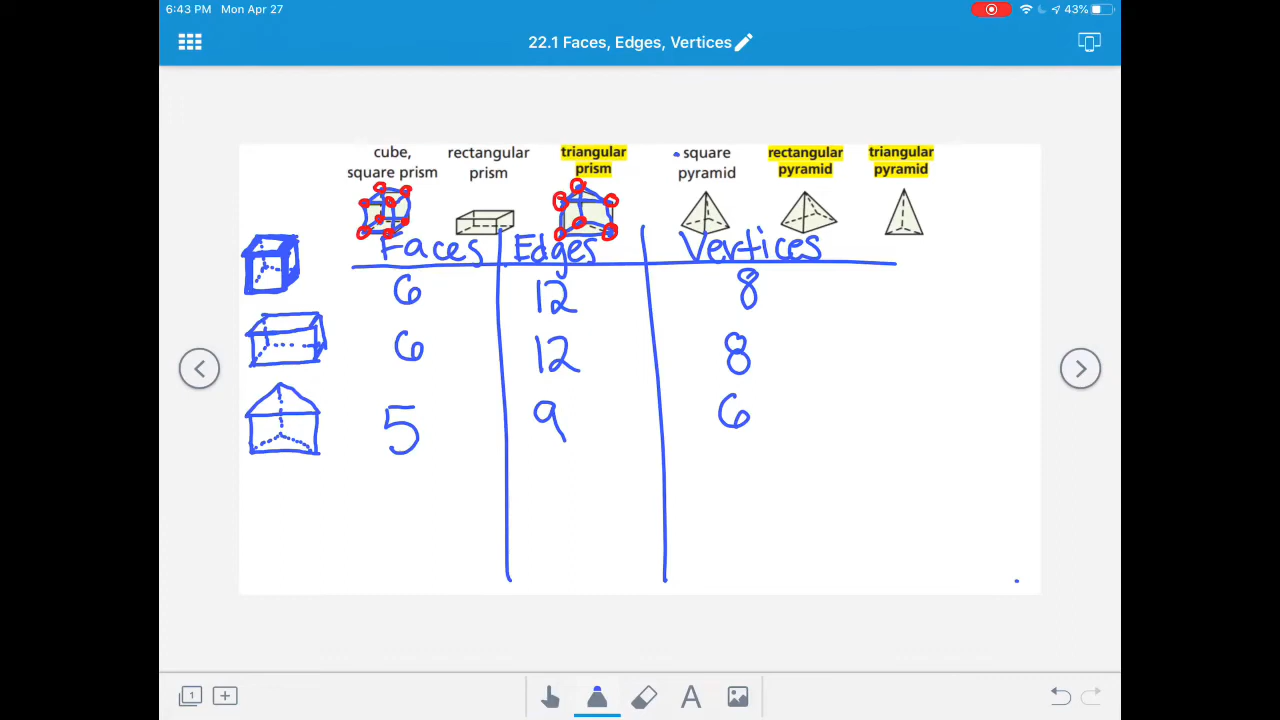 6:43 PM Mon Apr 27 43%
22.1 Faces, Edges, Vertices
cube, square prism
rectangular prism
triangular prism
square pyramid
rectangular pyramid
triangular pyramid
Faces Edges Vertices
6 12 8
6 12 8
5 9 6
1
A